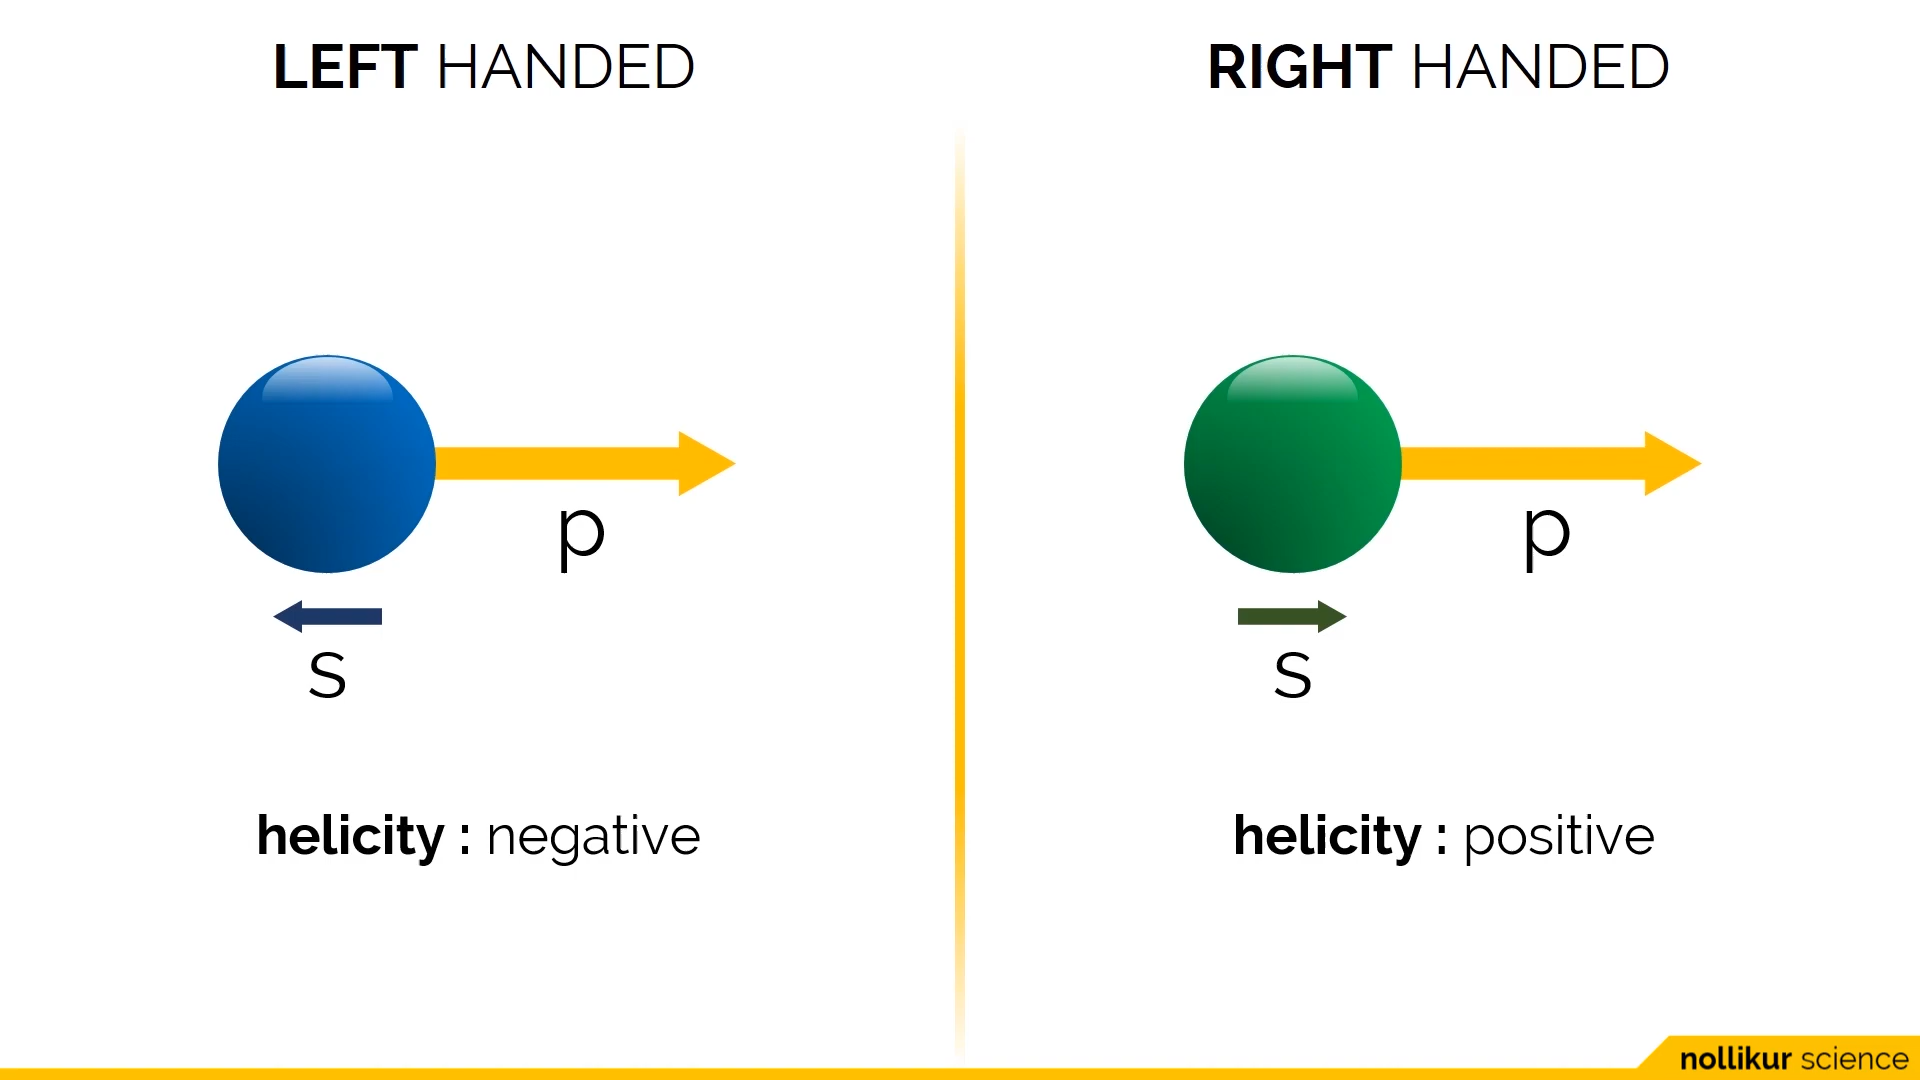 LEFT HANDED
p
s
helicity : negative
RIGHT HANDED
p
s
helicity : positive
nollikur science